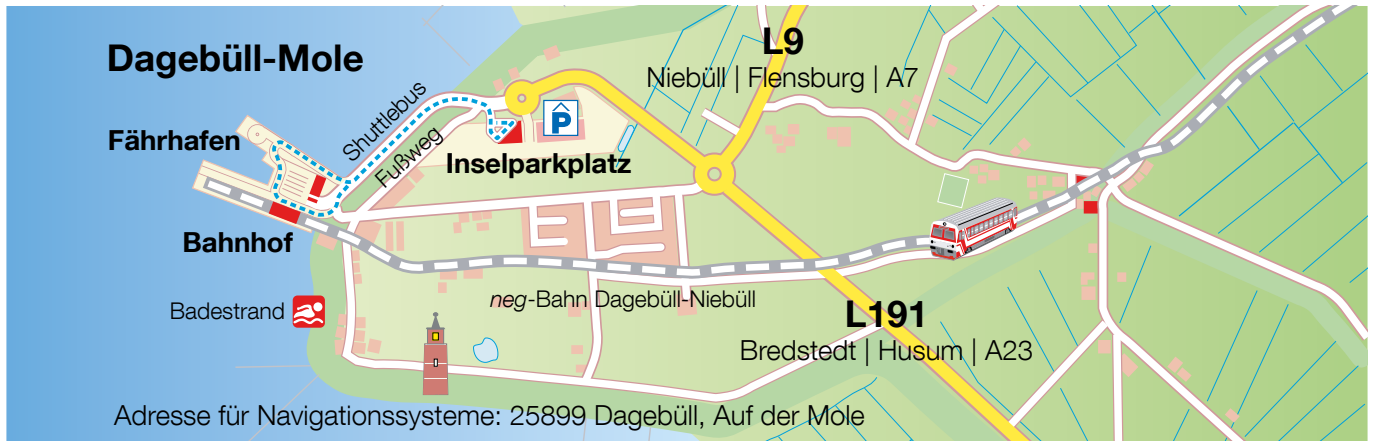 Dagebüll-Mole
L9
Niebüll | Flensburg | A7
P
Shuttlebus
Fährhafen
Fußweg
Inselparkplatz
Bahnhof
Badestrand
neg-Bahn Dagebüll-Niebüll
L191
Bredstedt | Husum | A23
Adresse für Navigationssysteme: 25899 Dagebüll, Auf der Mole